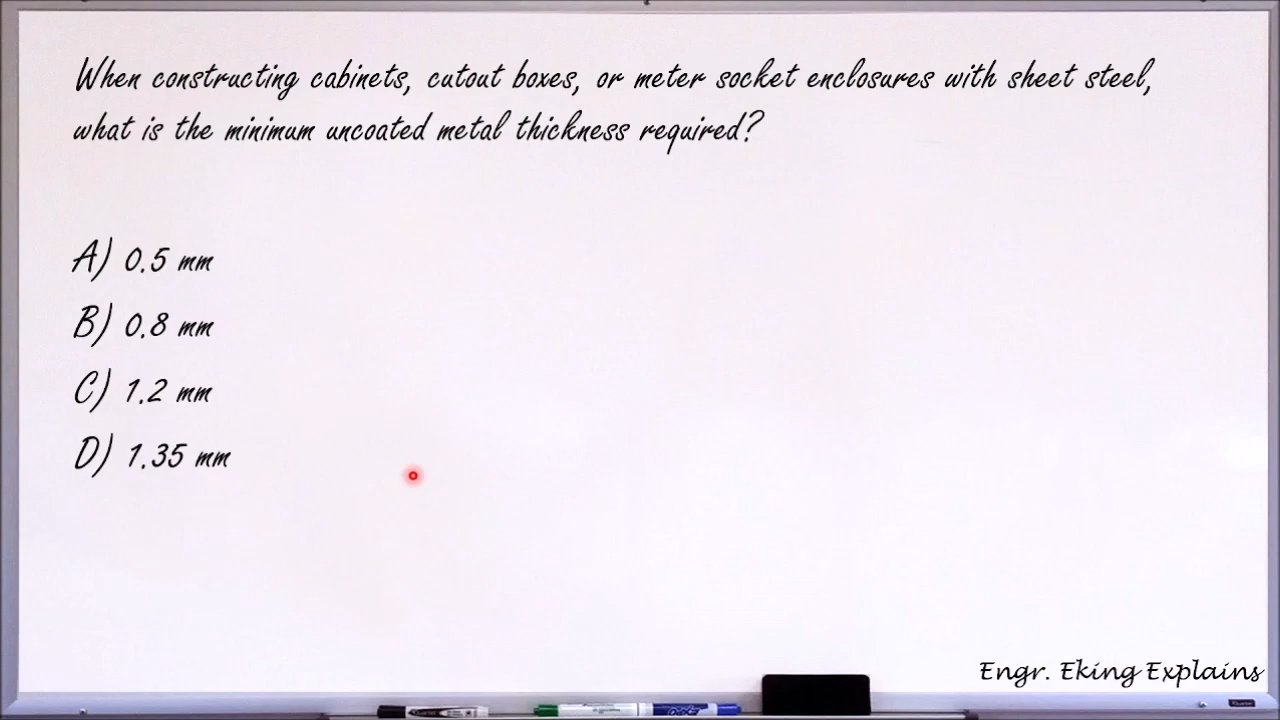 When constructing cabinets, cutout boxes, or meter socket enclosures with sheet steel,
what is the minimum uncoated metal thickness required?
A) 0.5 mm
B) 0.8 mm
C) 1.2 mm
D) 1.35 mm
Engr. Eking Explains